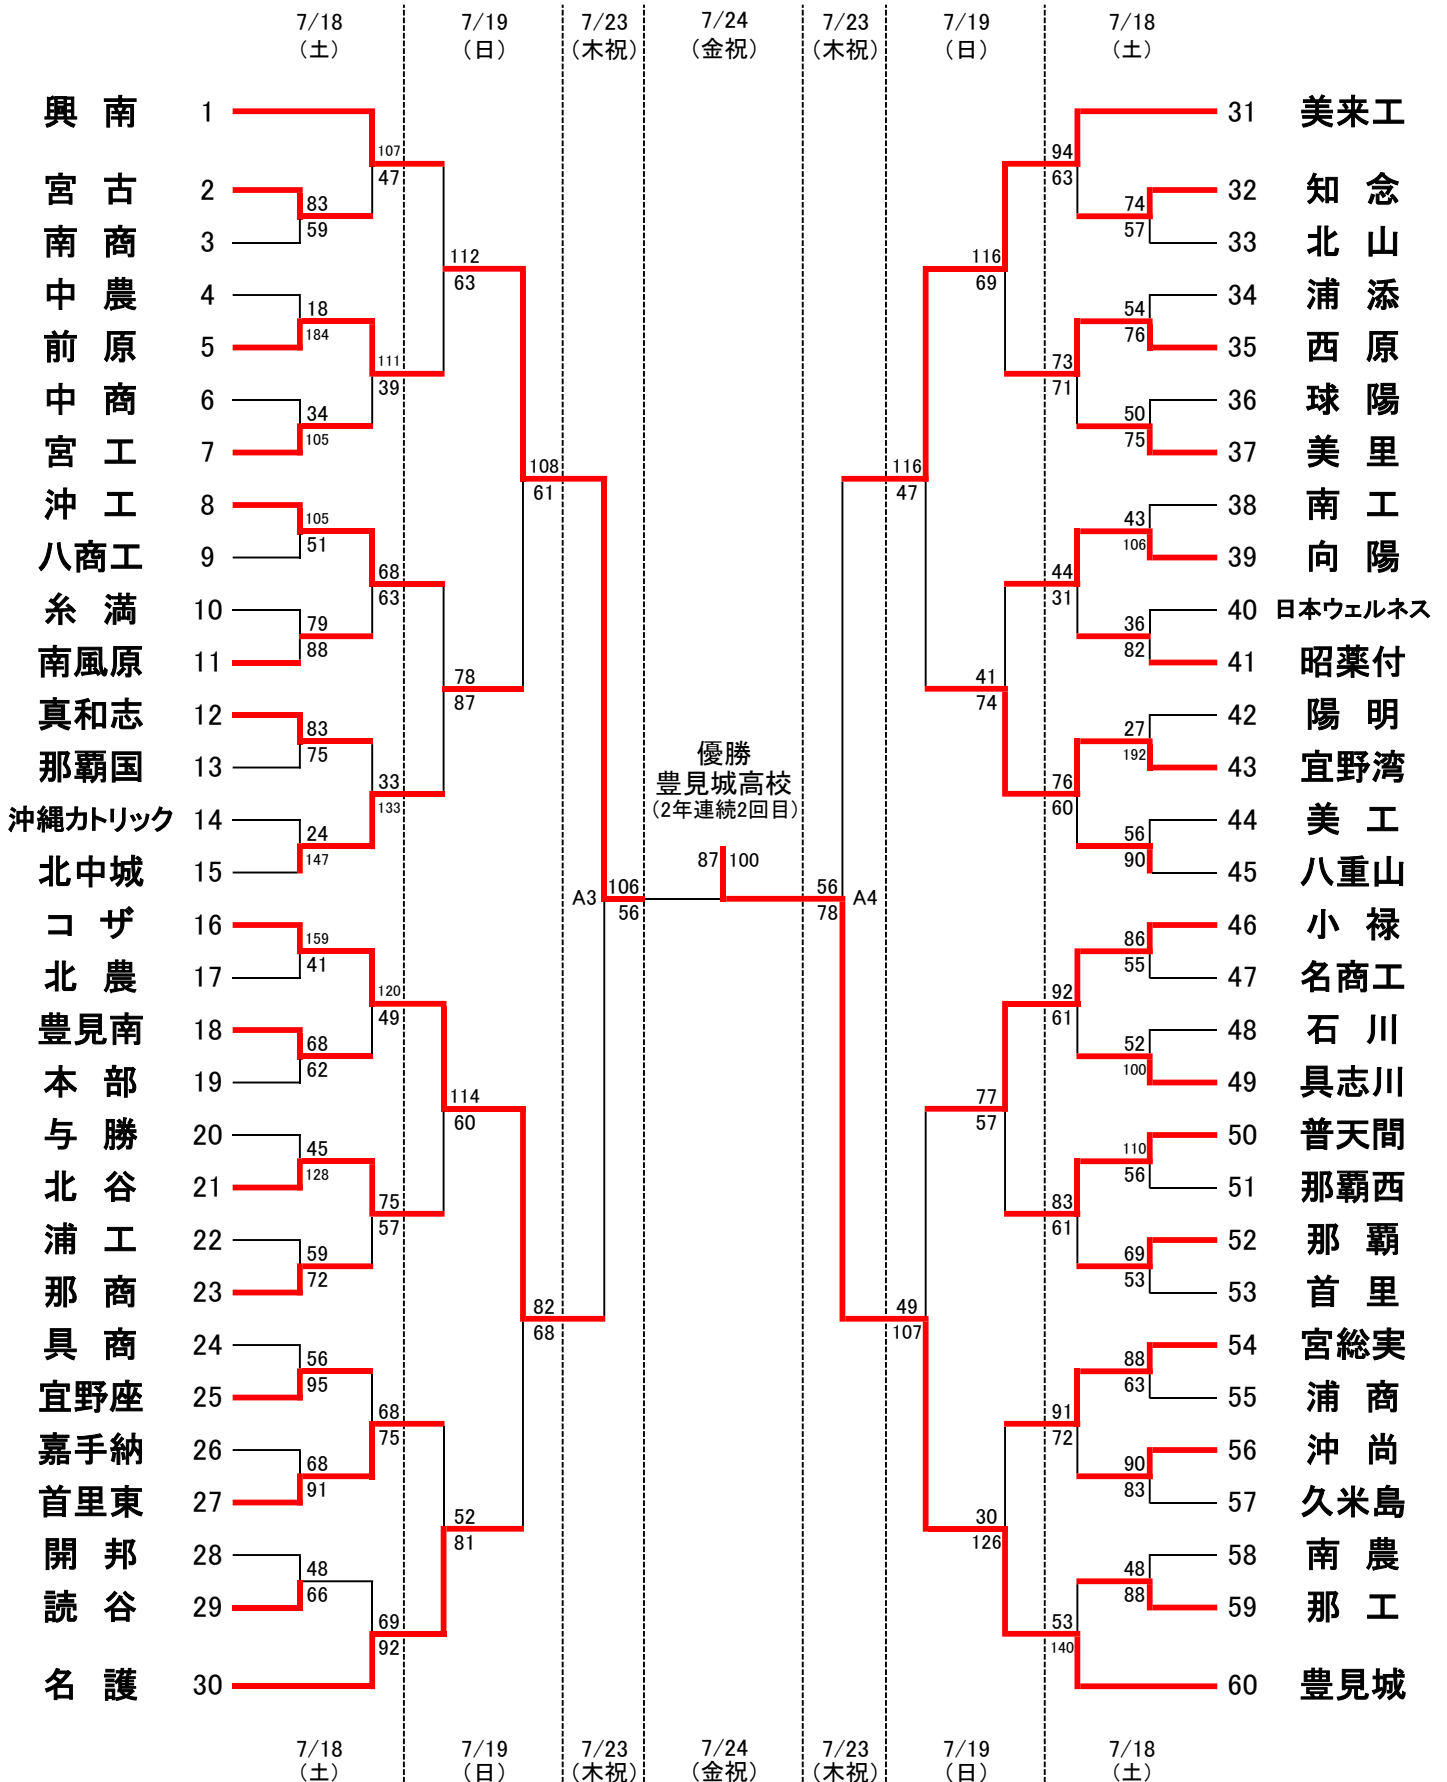 7/18 7/19 7/23 7/24 7/23 7/19 7/18
（土） （日） （木祝） （金祝） （木祝） （日） （土）
興 南 1 31 美来工
107 94
47 63
宮 古 2 32 知 念
83 74
59 57
南 商 3 33 北 山
112 116
63 69
中 農 4 34 浦 添
18 54
184 76
前 原 5 35 西 原
111 73
39 71
中 商 6 36 球 陽
34 50
105 75
宮 工 7 37 美 里
108 116
61 47
沖 工 8 38 南 工
105 43
51 106
八商工 9 39 向 陽
68 44
63 31
糸 満 10 40 日本ウェルネス
79 36
88 82
南風原 11 41 昭薬付
78 41
87 74
真和志 12 42 陽 明
83 27
75 192
那覇国 13 43 宜野湾
33 76
133 60
優勝
豊見城高校
（2年連続2回目）
沖縄カトリック 14 44 美 工
24 56
147 90
87 100
北中城 15 45 八重山
A3 106 56 A4
56 78
コ ザ 16 46 小 禄
159 86
41 55
北 農 17 47 名商工
120 92
49 61
豊見南 18 48 石 川
68 52
62 100
本 部 19 49 具志川
114 77
60 57
与 勝 20 50 普天間
45 110
128 56
北 谷 21 51 那覇西
75 83
57 61
浦 工 22 52 那 覇
59 69
72 53
那 商 23 53 首 里
82 49
68 107
具 商 24 54 宮総実
56 88
95 63
宜野座 25 55 浦 商
68 91
75 72
嘉手納 26 56 沖 尚
68 90
91 83
首里東 27 57 久米島
52 30
81 126
開 邦 28 58 南 農
48 48
66 88
読 谷 29 59 那 工
69 53
92 140
名 護 30 60 豊見城
7/18 7/19 7/23 7/24 7/23 7/19 7/18
（土） （日） （木祝） （金祝） （木祝） （日） （土）